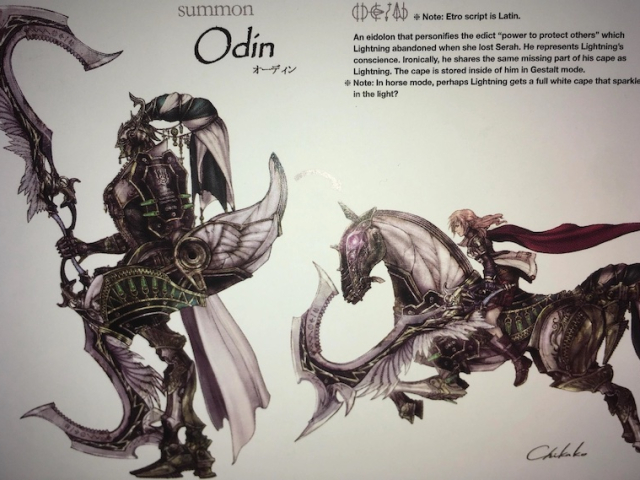 summon
Odin
オーディン
※ Note: Etro script is Latin.
An eidolon that personifies the edict "power to protect others" which
Lightning abandoned when she lost Serah. He represents Lightning's
conscience. Ironically, he shares the same missing part of his cape as
Lightning. The cape is stored inside of him in Gestalt mode.
※ Note: In horse mode, perhaps Lightning gets a full white cape that sparkle
in the light?